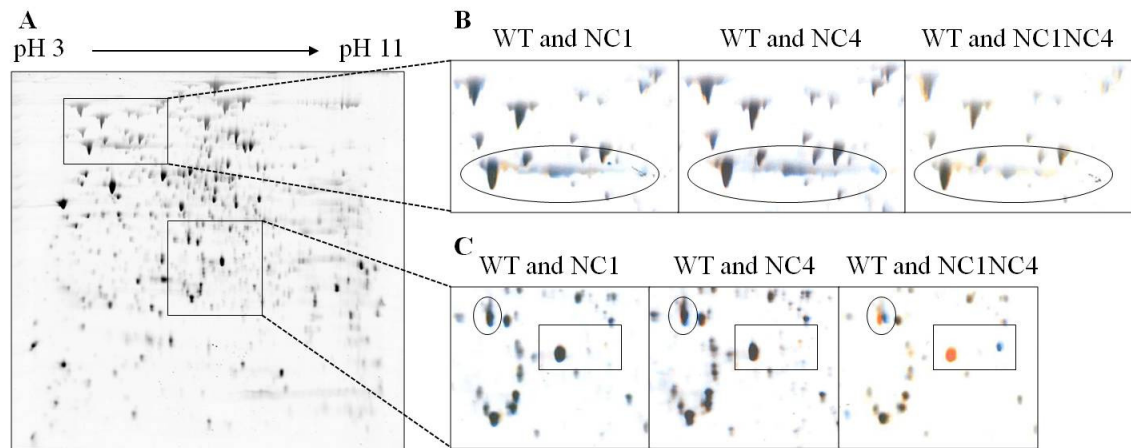 A
pH 3
pH 11
B
WT and NC1
WT and NC4
WT and NC1NC4
C
WT and NC1
WT and NC4
WT and NC1NC4